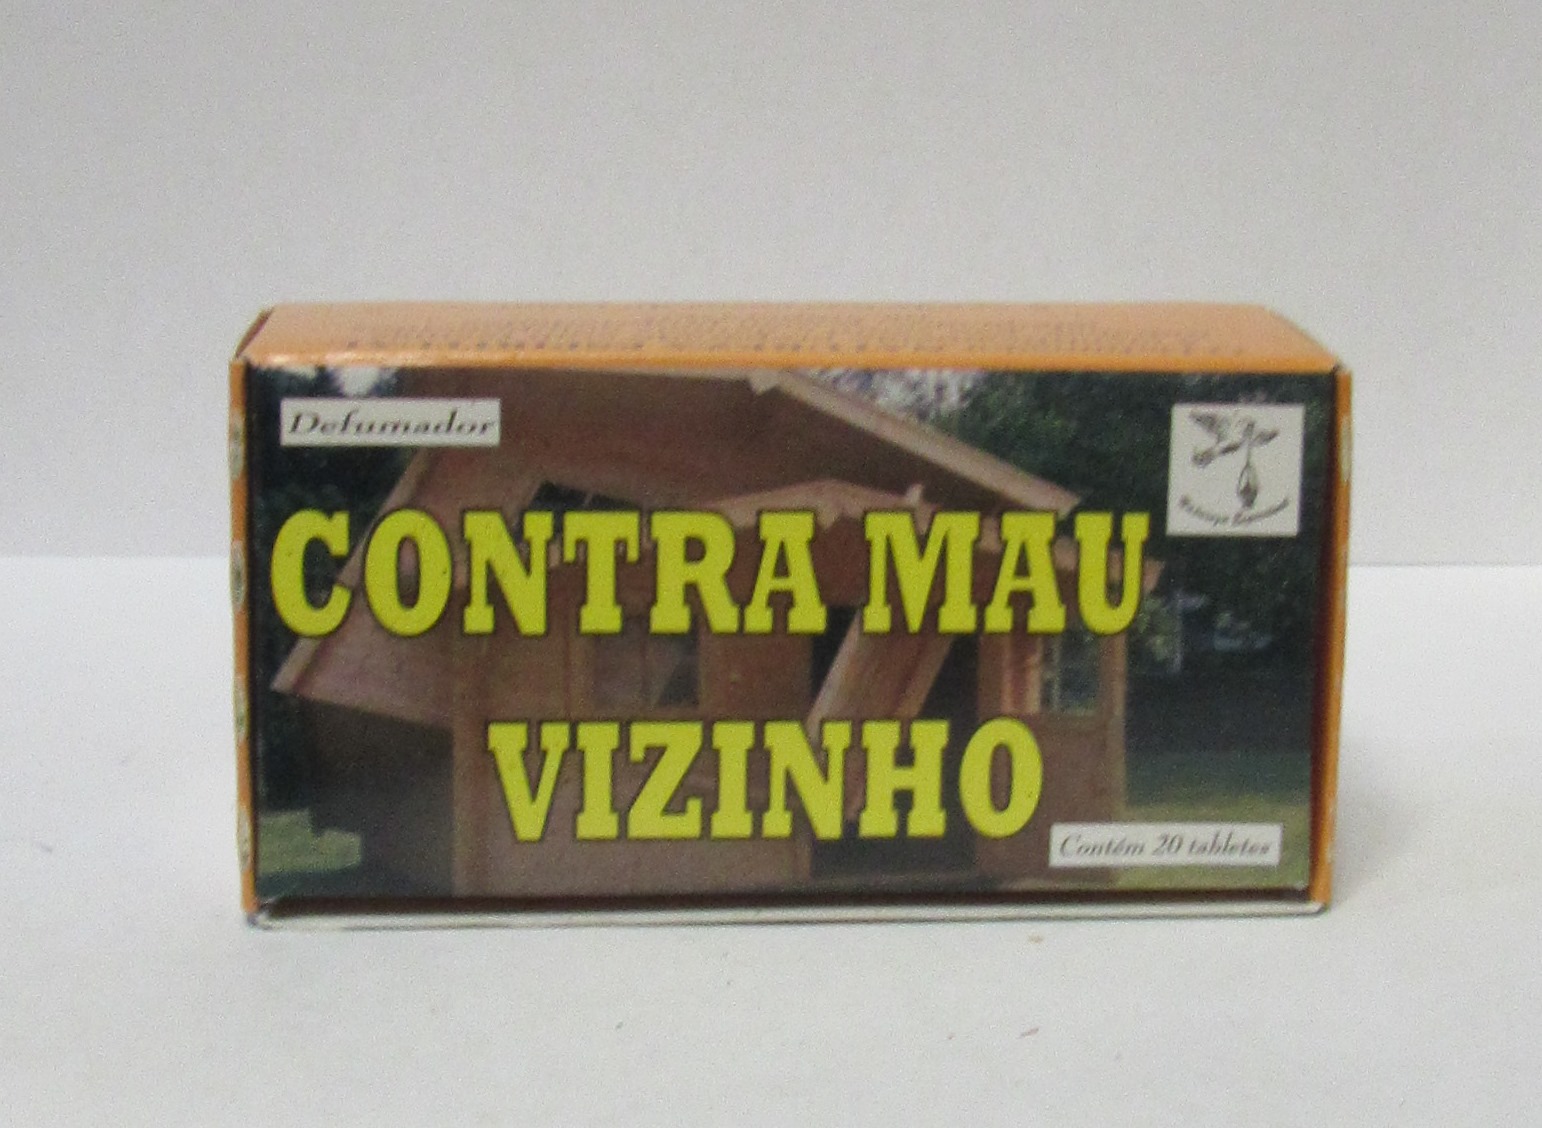 Defumador
CONTRA MAU
VIZINHO
Contém 20 tabletes